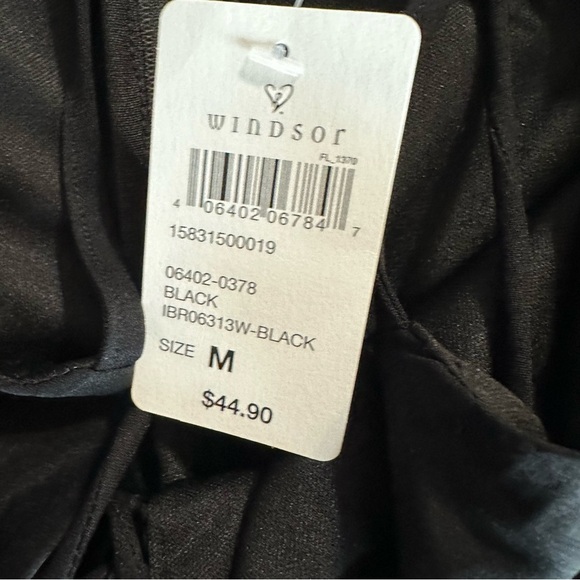 WINDSOR
FL_1370
4 06402 06784 7
15831500019
06402-0378
BLACK
IBR06313W-BLACK
SIZE M
$44.90